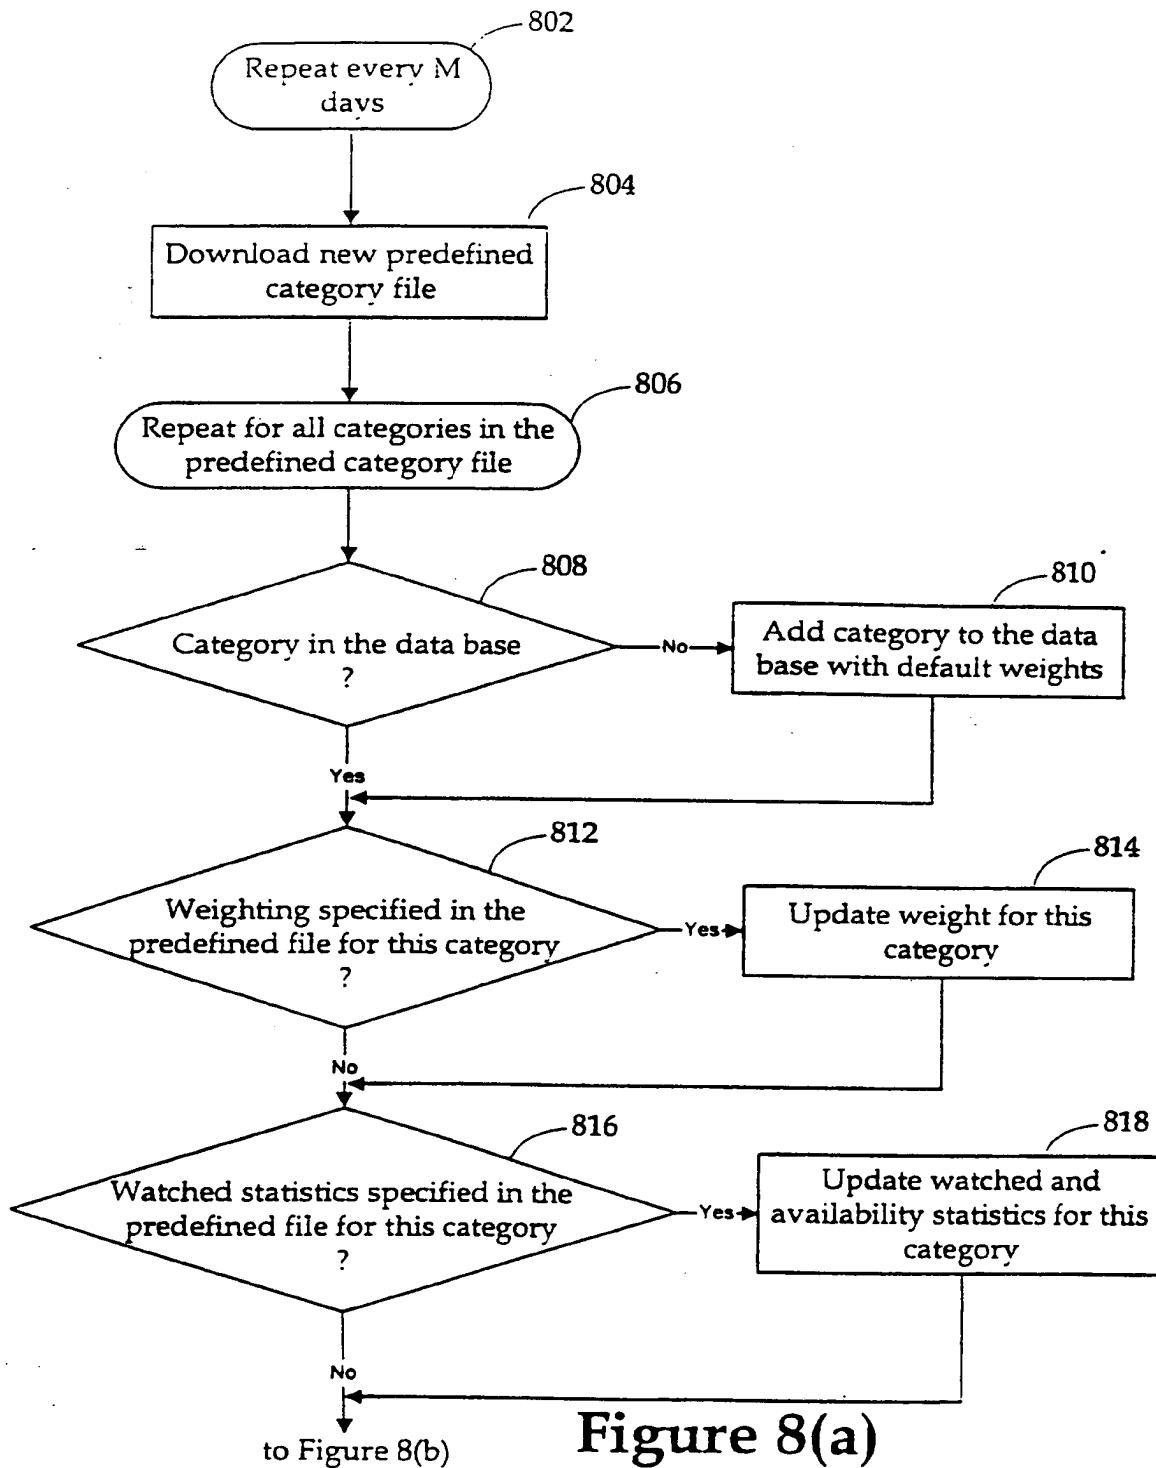 802
Repeat every M
days
804
Download new predefined
category file
806
Repeat for all categories in the
predefined category file
808
Category in the data base
?
No
810
Add category to the data
base with default weights
Yes
812
Weighting specified in the
predefined file for this category
?
Yes
814
Update weight for this
category
No
816
Watched statistics specified in the
predefined file for this category
?
Yes
818
Update watched and
availability statistics for this
category
No
to Figure 8(b)
Figure 8(a)